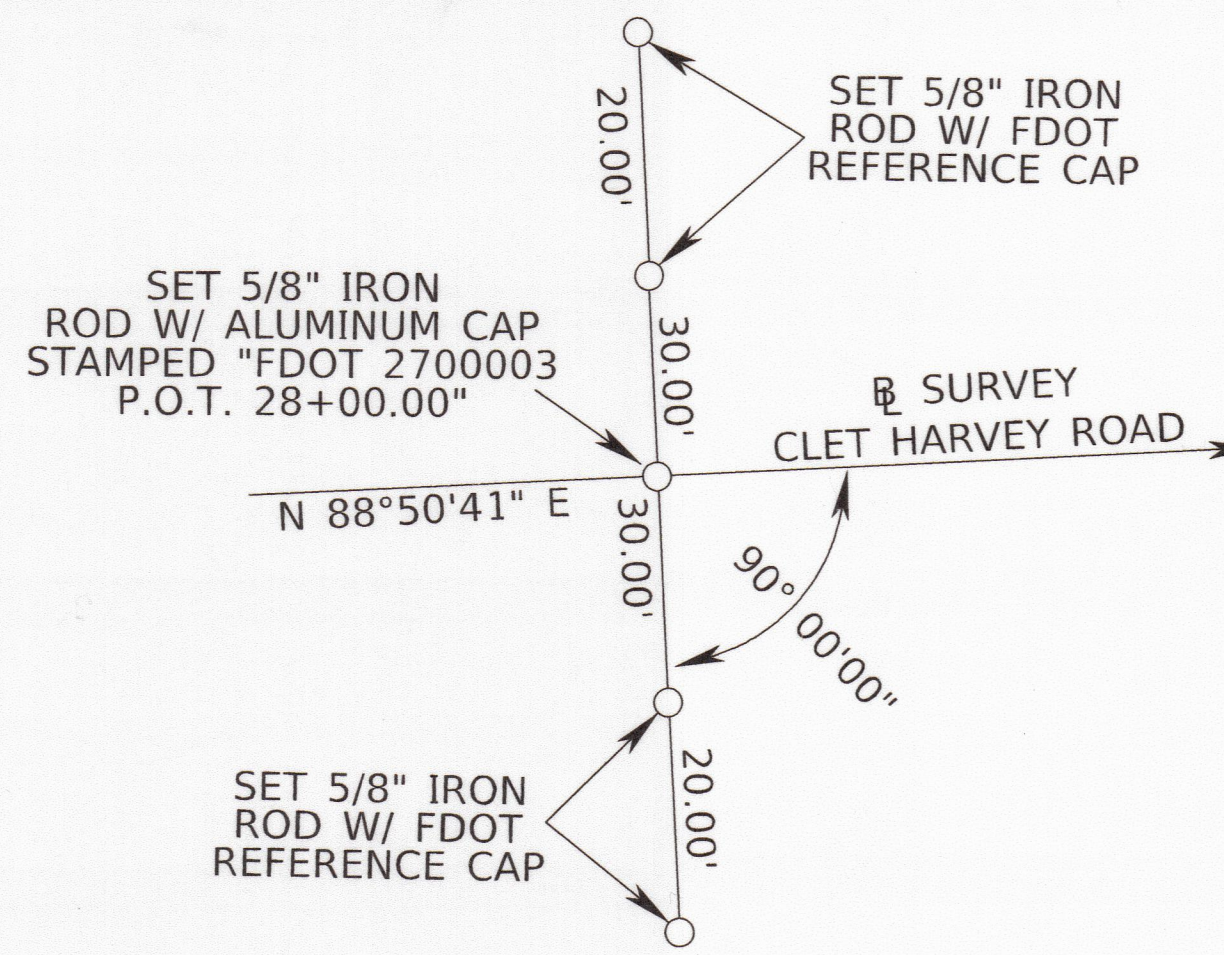 20.00'
SET 5/8" IRON
ROD W/ FDOT
REFERENCE CAP
SET 5/8" IRON
ROD W/ ALUMINUM CAP
STAMPED "FDOT 2700003
P.O.T. 28+00.00"
30.00'
B/L SURVEY
CLET HARVEY ROAD
N 88°50'41" E
30.00'
90° 00'00"
SET 5/8" IRON
ROD W/ FDOT
REFERENCE CAP
20.00'